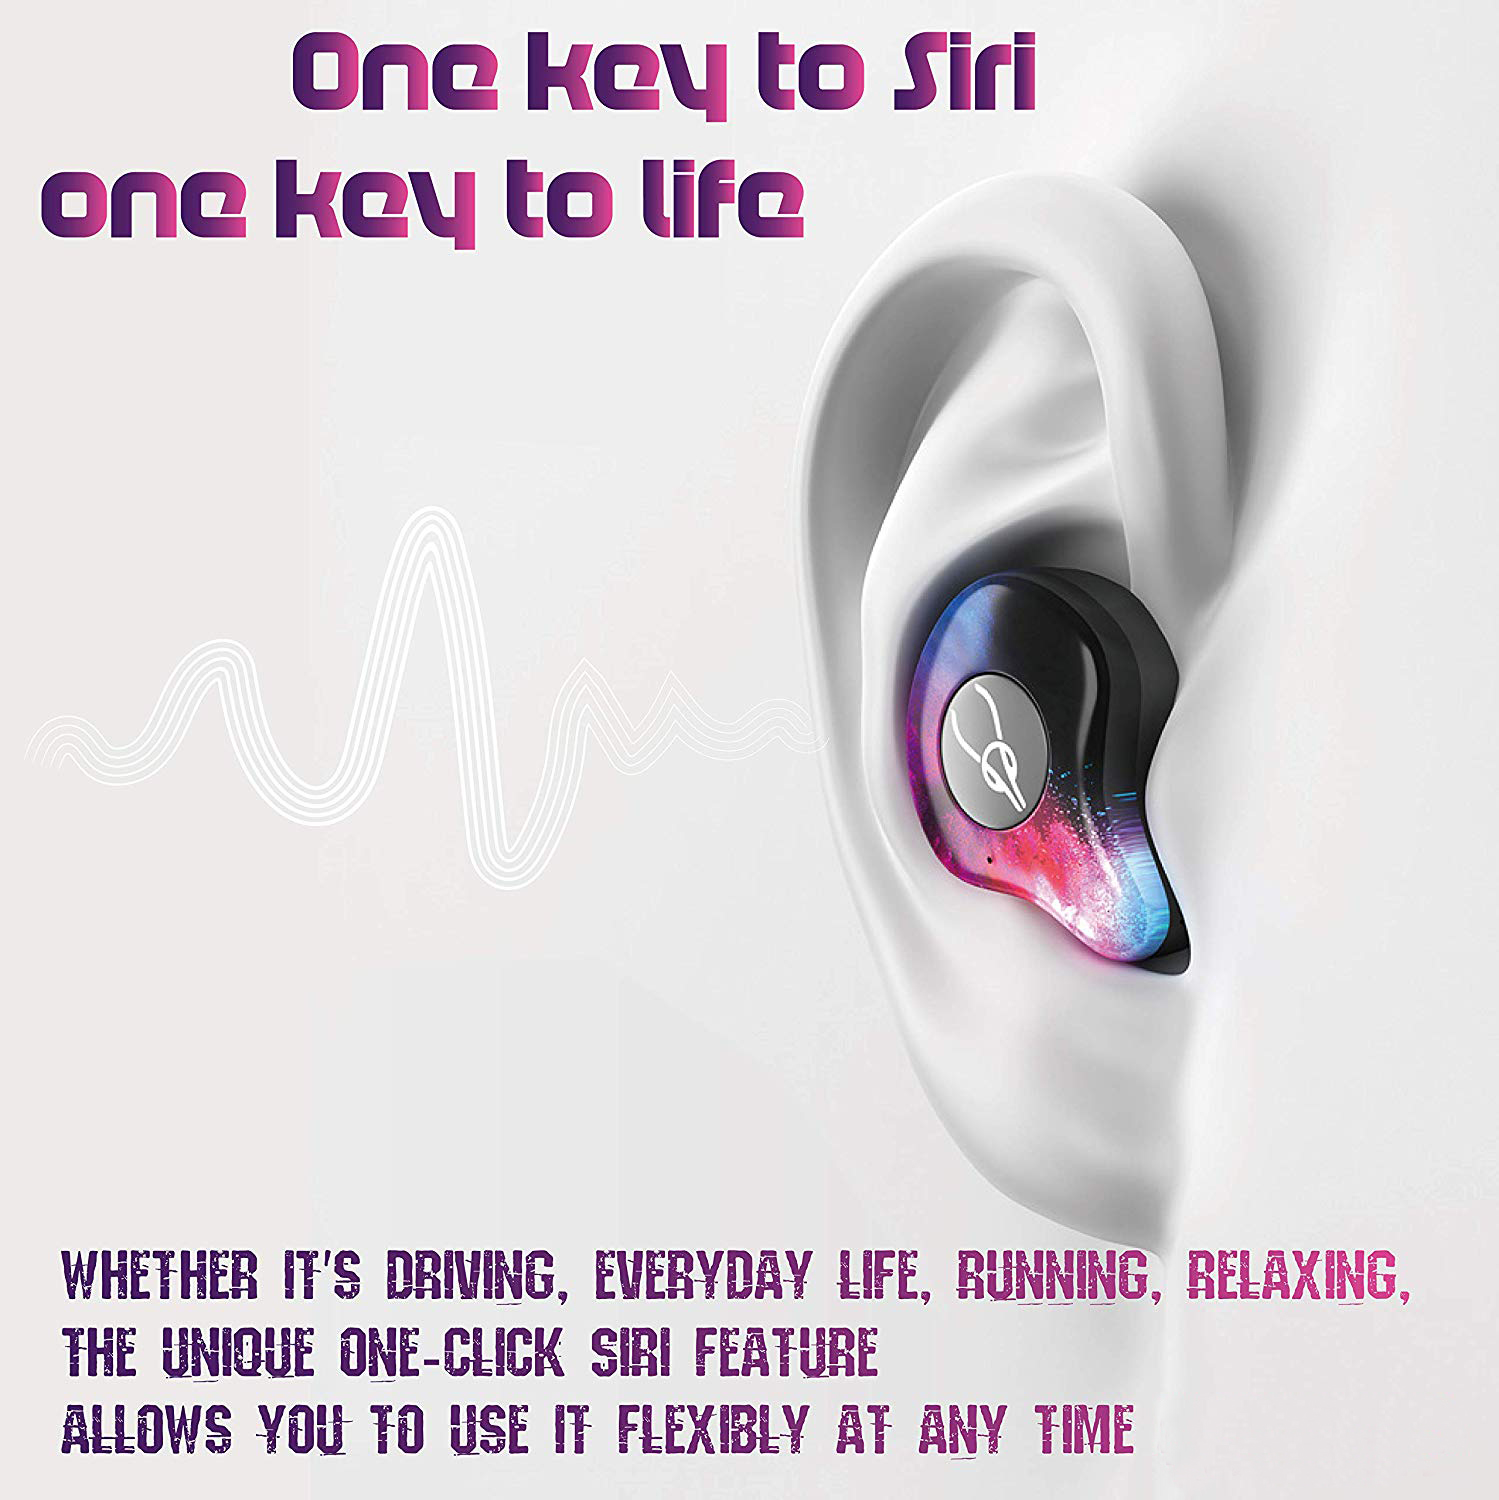 One key to Siri
one key to life
WHETHER IT'S DRIVING, EVERYDAY LIFE, RUNNING, RELAXING,
THE UNIQUE ONE-CLICK SIRI FEATURE
ALLOWS YOU TO USE IT FLEXIBLY AT ANY TIME